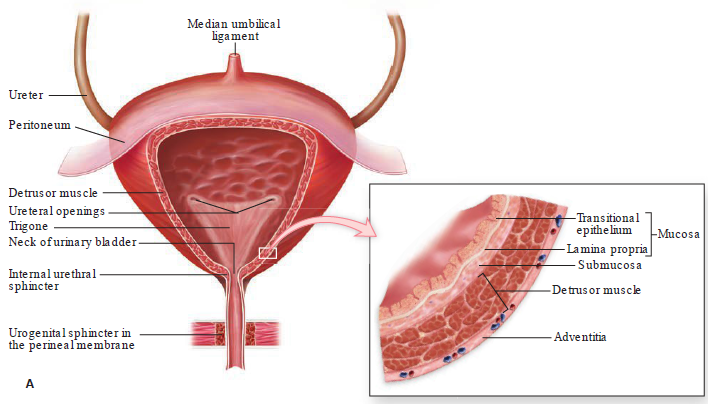 Median umbilical
ligament
Ureter
Peritoneum
Detrusor muscle
Ureteral openings
Trigone
Neck of urinary bladder
Internal urethral
sphincter
Urogenital sphincter in
the perineal membrane
A
Transitional
epithelium
Mucosa
Lamina propria
Submucosa
Detrusor muscle
Adventitia